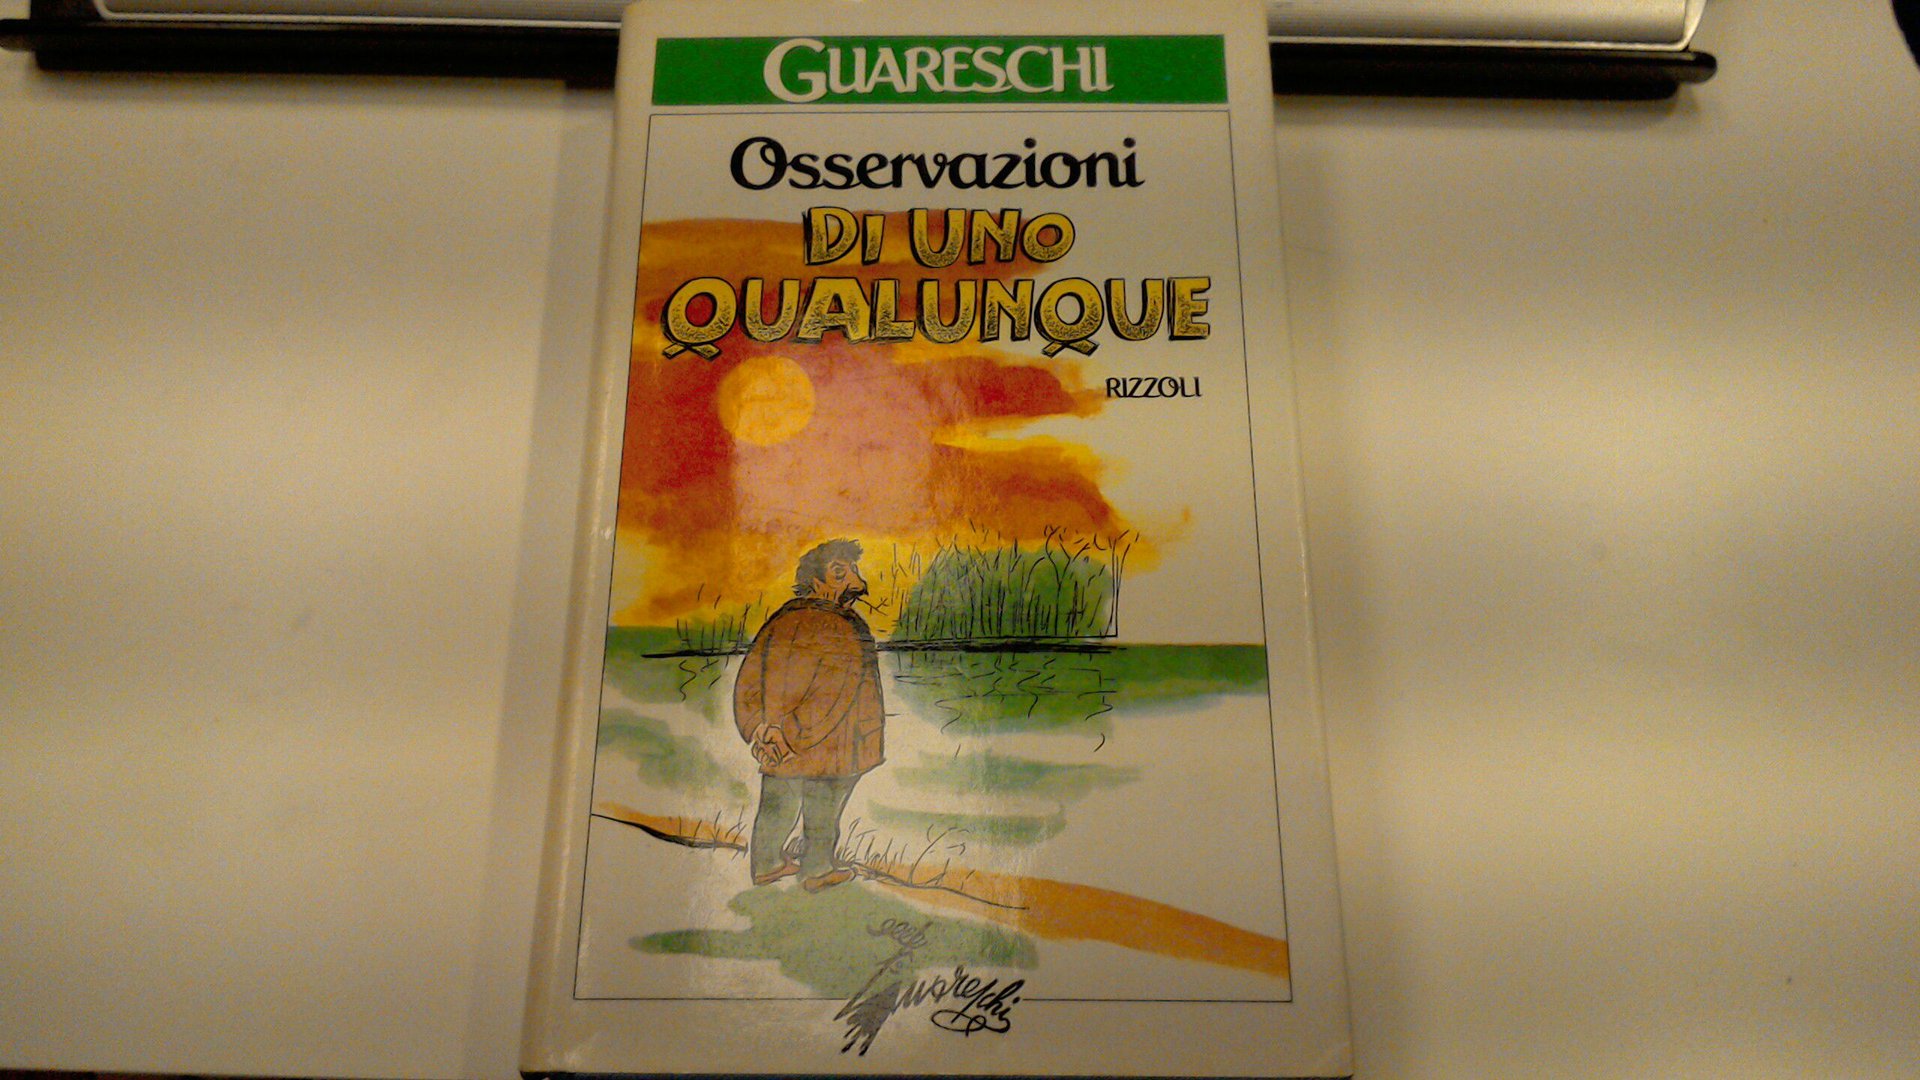 GUARESCHI
Osservazioni
DI UNO
QUALUNQUE
RIZZOLI
Guareschi